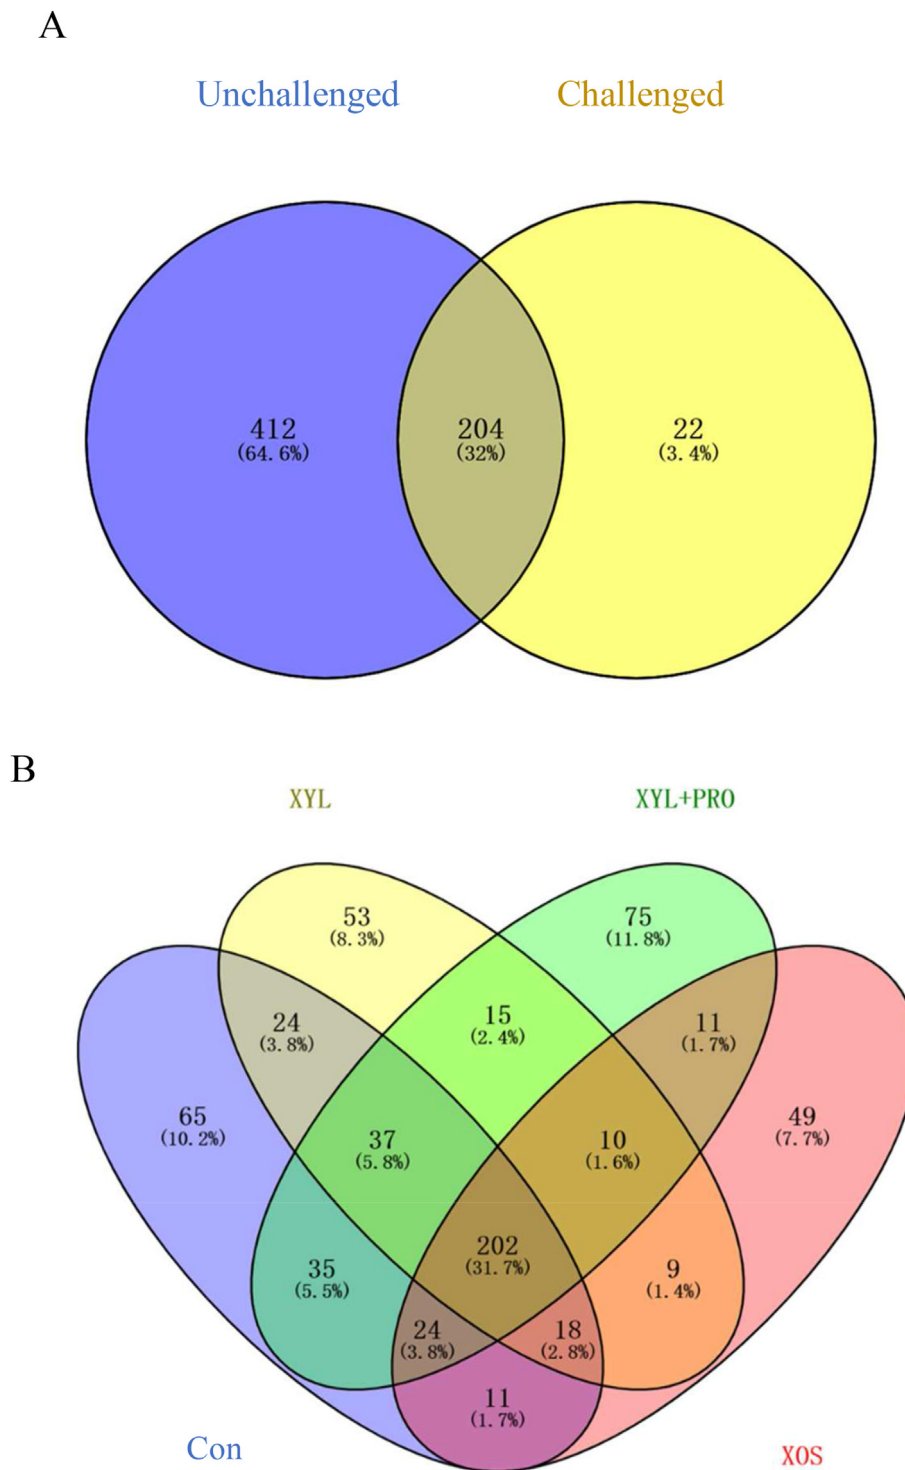 A
Unchallenged Challenged
412 204 22
(64.6%) (32%) (3.4%)
B
XYL XYL+PRO
53 75
(8.3%) (11.8%)
24 15 11
(3.8%) (2.4%) (1.7%)
65 49
(10.2%) (7.7%)
37 10
(5.8%) (1.6%)
202
(31.7%)
35 9
(5.5%) (1.4%)
24 18
(3.8%) (2.8%)
11
(1.7%)
Con XOS